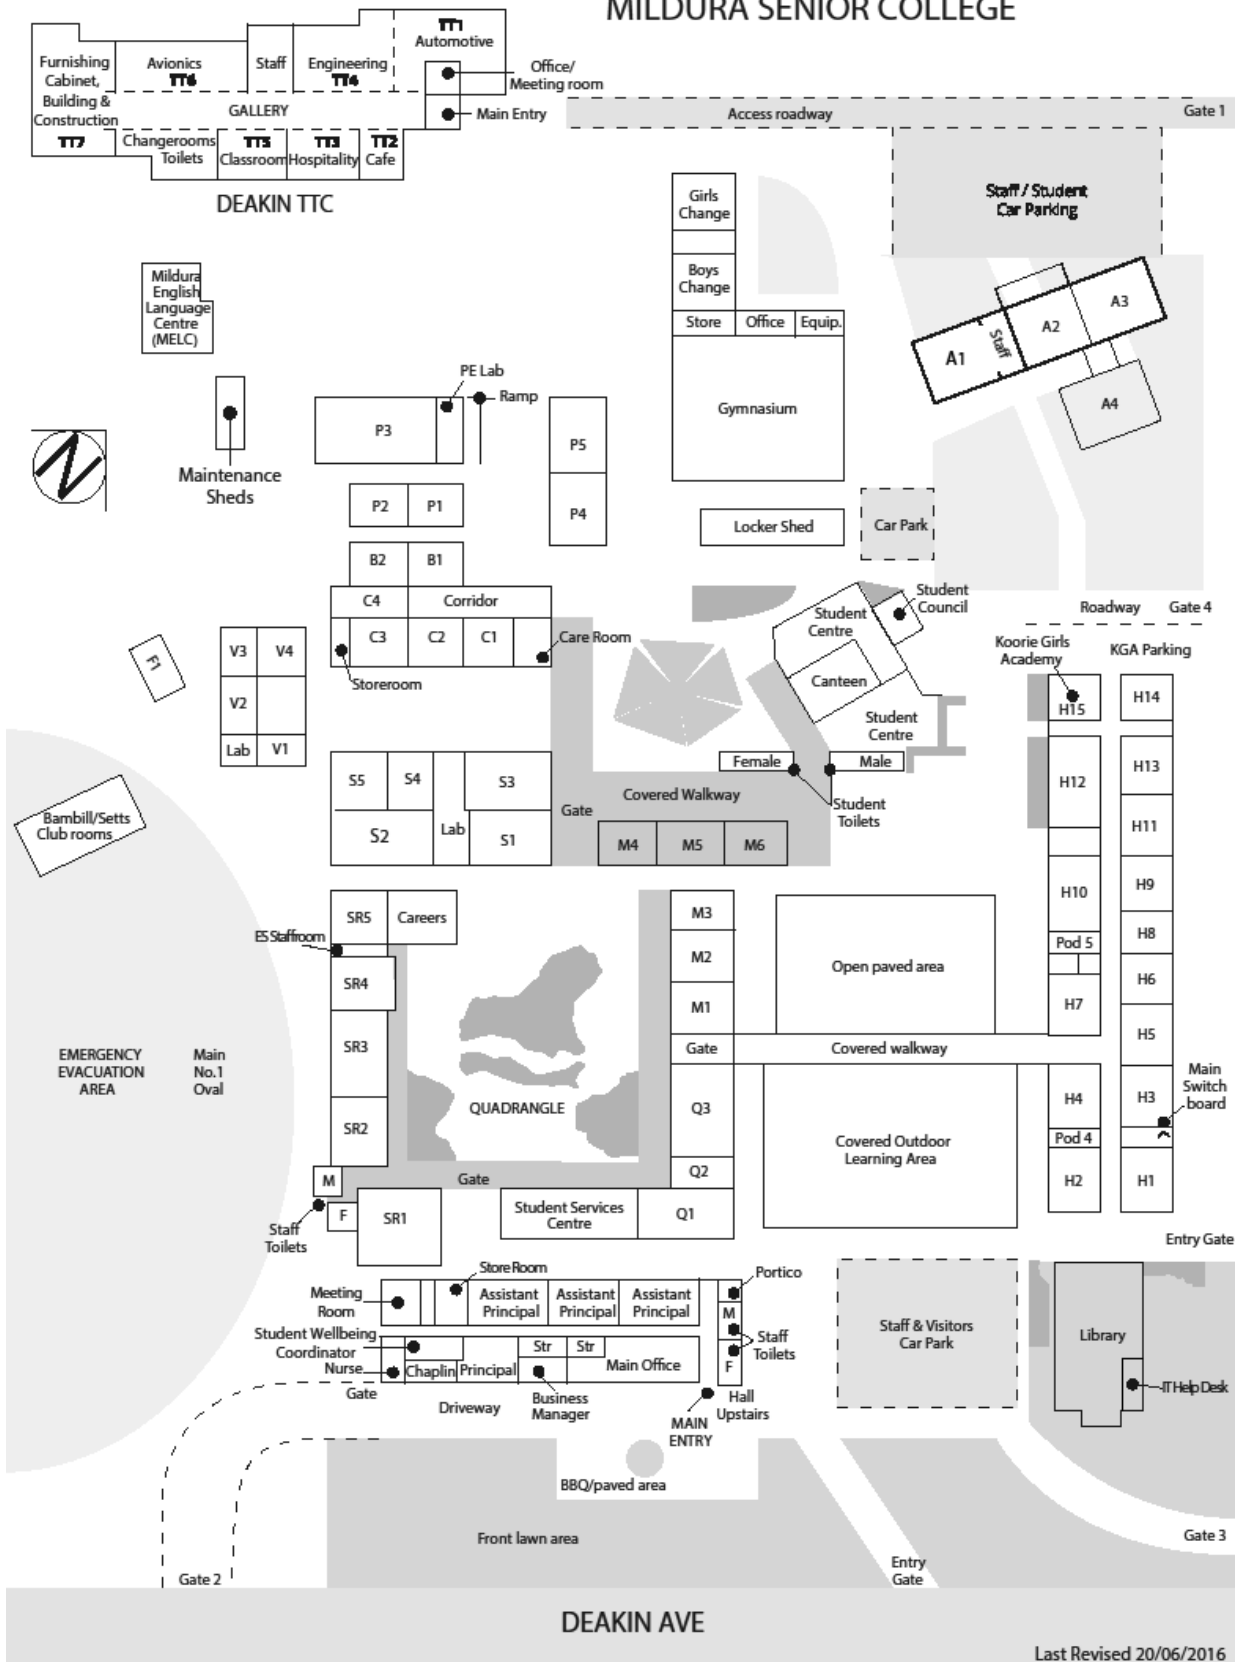 MILDURA SENIOR COLLEGE
TT1
Automotive
Furnishing
Cabinet,
Building &
Construction
TT7
Avionics
TT6
Staff
Engineering
TT4
Office/
Meeting room
GALLERY
Main Entry
Changerooms
Toilets
TT5
Classroom
TT3
Hospitality
TT2
Cafe
DEAKIN TTC
Access roadway
Gate 1
Staff / Student
Car Parking
Girls
Change
Boys
Change
Store
Office
Equip.
Gymnasium
A1
Staff
A2
A3
A4
Mildura
English
Language
Centre
(MELC)
PE Lab
Ramp
P3
P5
P4
N
Maintenance
Sheds
P2
P1
Locker Shed
Car Park
B2
B1
C4
Corridor
C3
C2
C1
Care Room
Storeroom
Student
Council
Student
Centre
Canteen
Student
Centre
Roadway
Gate 4
Koorie Girls
Academy
KGA Parking
F1
V3
V4
V2
Lab
V1
H15
H14
Female
Male
Student
Toilets
H12
H13
H11
Bambill/Setts
Club rooms
S5
S4
S3
S2
Lab
S1
Gate
Covered Walkway
M4
M5
M6
H10
H9
SR5
Careers
M3
ES Staffroom
Pod 5
H8
SR4
M2
Open paved area
H6
M1
H7
H5
EMERGENCY
EVACUATION
AREA
Main
No.1
Oval
SR3
Gate
Covered walkway
QUADRANGLE
Q3
H4
H3
Main
Switch
board
SR2
Covered Outdoor
Learning Area
Pod 4
M
Gate
Q2
H2
H1
F
SR1
Student Services
Centre
Q1
Staff
Toilets
Entry Gate
Store Room
Portico
Meeting
Room
Assistant
Principal
Assistant
Principal
Assistant
Principal
M
Staff & Visitors
Car Park
Library
Student Wellbeing
Coordinator
Str
Str
Staff
Toilets
Nurse
Chaplin
Principal
Main Office
F
IT Help Desk
Gate
Driveway
Business
Manager
MAIN
ENTRY
Hall
Upstairs
BBQ/paved area
Front lawn area
Gate 3
Entry
Gate
Gate 2
DEAKIN AVE
Last Revised 20/06/2016